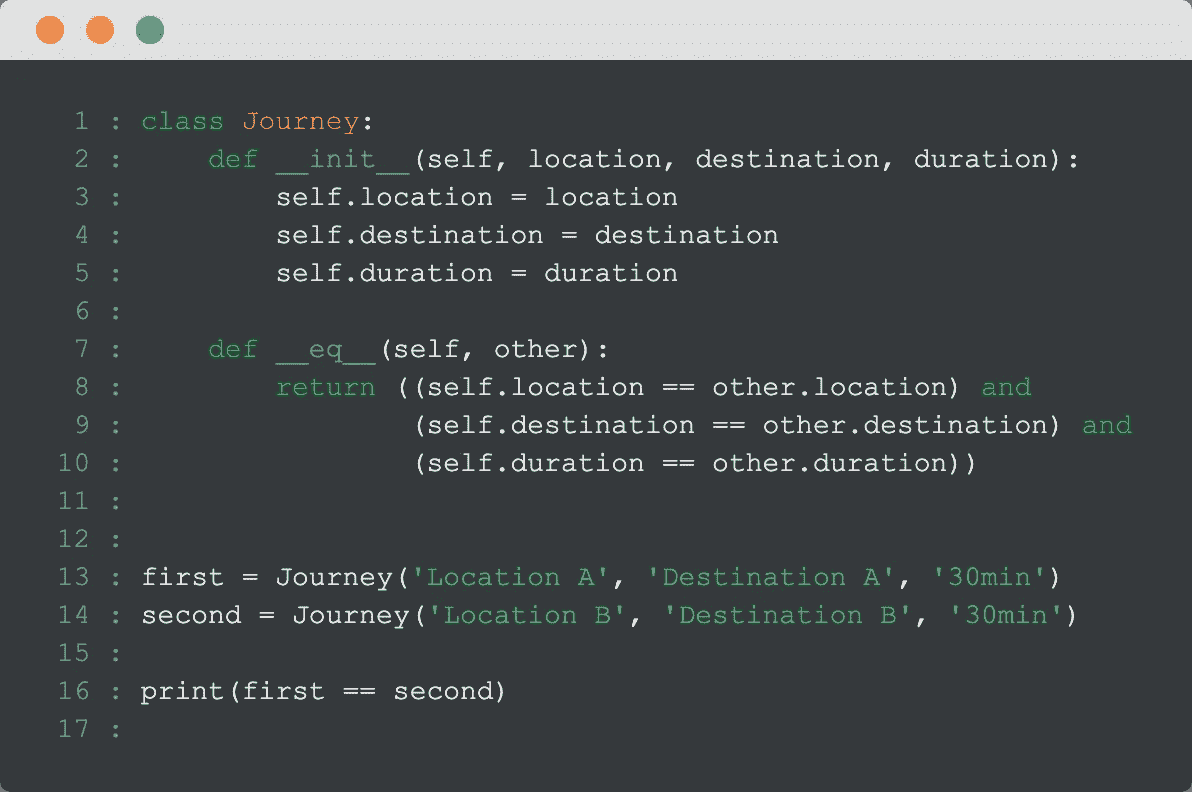 1 : class Journey:
2 :     def __init__(self, location, destination, duration):
3 :         self.location = location
4 :         self.destination = destination
5 :         self.duration = duration
6 :
7 :     def __eq__(self, other):
8 :         return ((self.location == other.location) and
9 :                 (self.destination == other.destination) and
10 :                 (self.duration == other.duration))
11 :
12 :
13 : first = Journey('Location A', 'Destination A', '30min')
14 : second = Journey('Location B', 'Destination B', '30min')
15 :
16 : print(first == second)
17 :